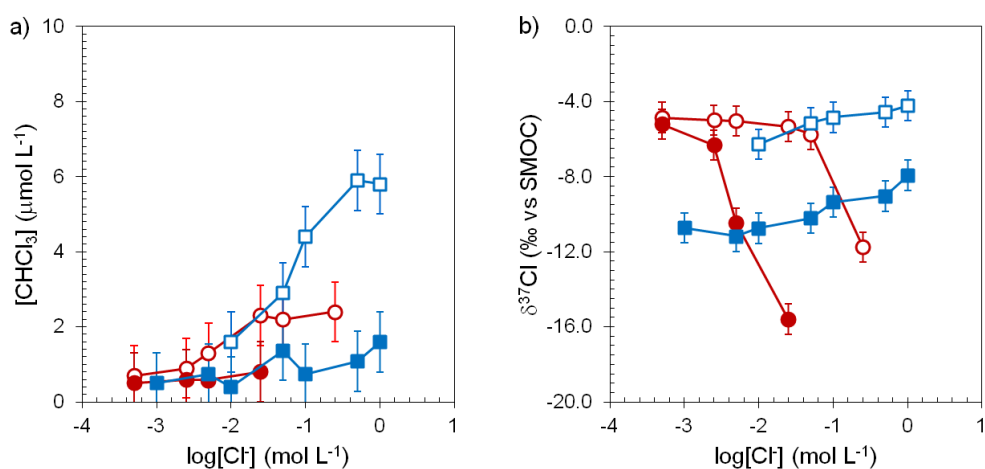 a)
10
8
6
4
2
0
[CHCl₃] (μmol L⁻¹)
-4 -3 -2 -1 0 1
log[Cl⁻] (mol L⁻¹)
b)
0.0
-4.0
-8.0
-12.0
-16.0
-20.0
δ³⁷Cl (‰ vs SMOC)
-4 -3 -2 -1 0 1
log[Cl⁻] (mol L⁻¹)